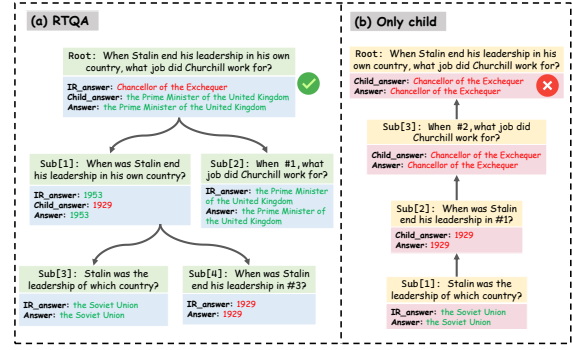 (a) RTQA
Root: When Stalin end his leadership in his own
country, what job did Churchill work for?
IR_answer: Chancellor of the Exchequer
Child_answer: the Prime Minister of the United Kingdom
Answer: the Prime Minister of the United Kingdom
Sub[1]: When was Stalin end
his leadership in his own country?
IR_answer: 1953
Child_answer: 1929
Answer: 1953
Sub[2]: When #1,what
job did Churchill work for?
IR_answer: the Prime Minister
of the United Kingdom
Answer: the Prime Minister of
the United Kingdom
Sub[3]: Stalin was the
leadership of which country?
IR_answer: the Soviet Union
Answer: the Soviet Union
Sub[4]: When was Stalin
end his leadership in #3?
IR_answer: 1929
Answer: 1929
(b) Only child
Root: When Stalin end his leadership in his
own country, what job did Churchill work for?
Child_answer: Chancellor of the Exchequer
Answer: Chancellor of the Exchequer
Sub[3]: When #2,what job did
Churchill work for?
Child_answer: Chancellor of the Exchequer
Answer: Chancellor of the Exchequer
Sub[2]: When was Stalin
end his leadership in #1?
Child_answer: 1929
Answer: 1929
Sub[1]: Stalin was the
leadership of which country?
IR_answer: the Soviet Union
Answer: the Soviet Union